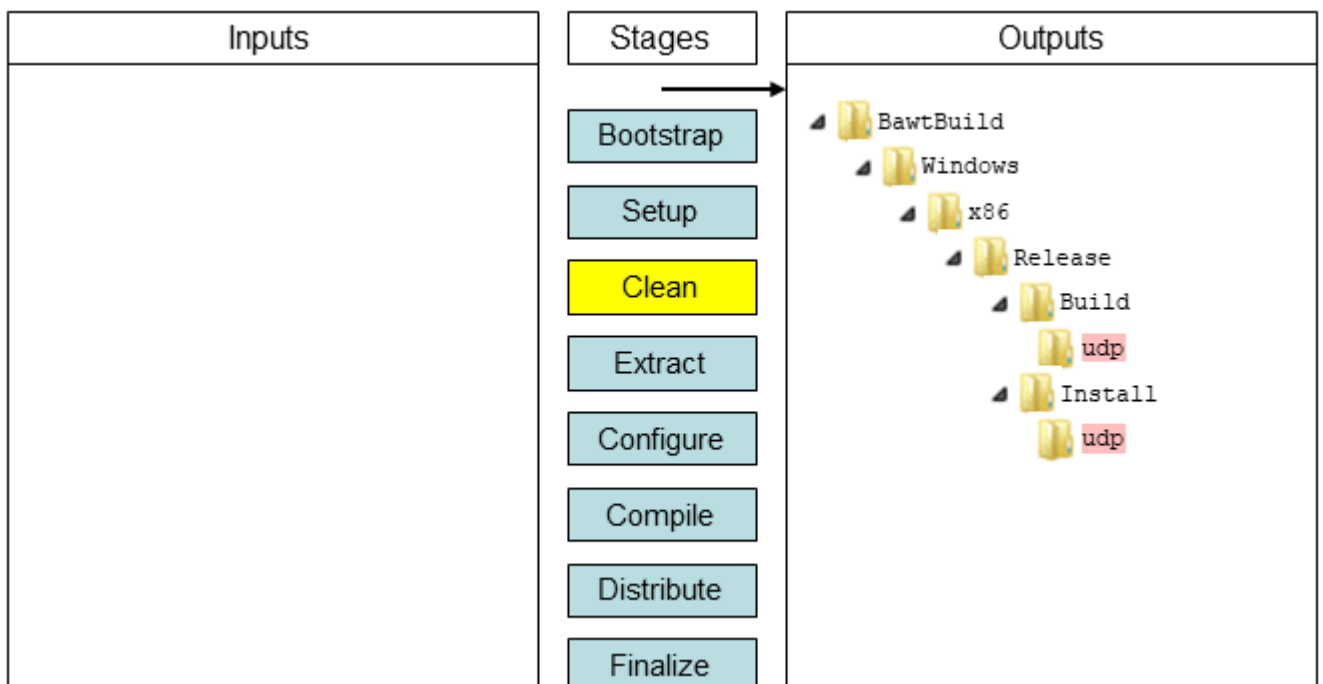 Inputs
Stages
Outputs
Bootstrap
Setup
Clean
Extract
Configure
Compile
Distribute
Finalize
BawtBuild
Windows
x86
Release
Build
udp
Install
udp